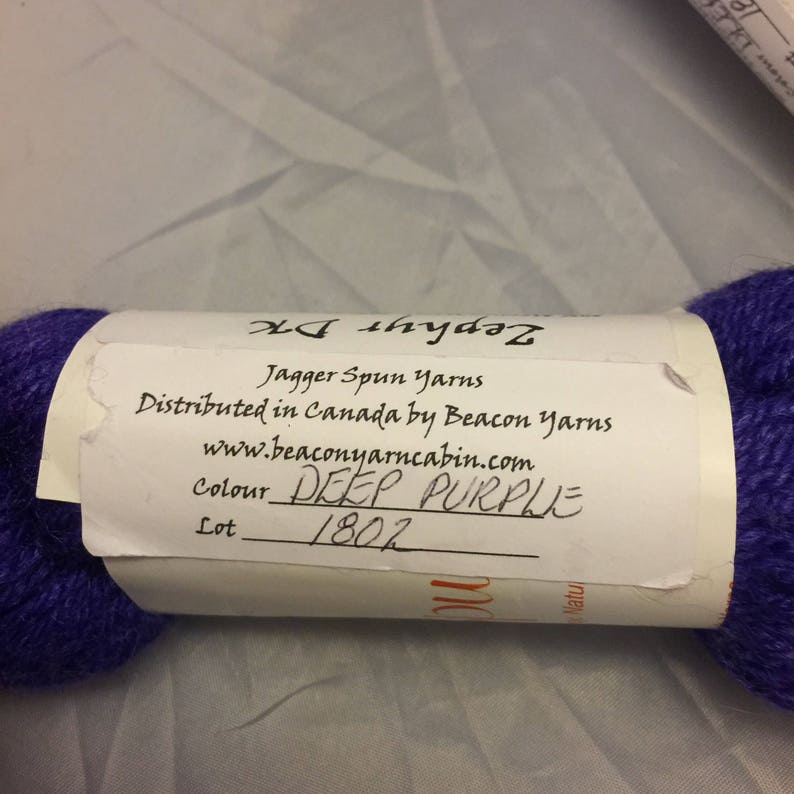 Zephyr DK
Jagger Spun Yarns
Distributed in Canada by Beacon Yarns
www.beaconyarncabin.com
Colour DEEP PURPLE
Lot 1802
Colour